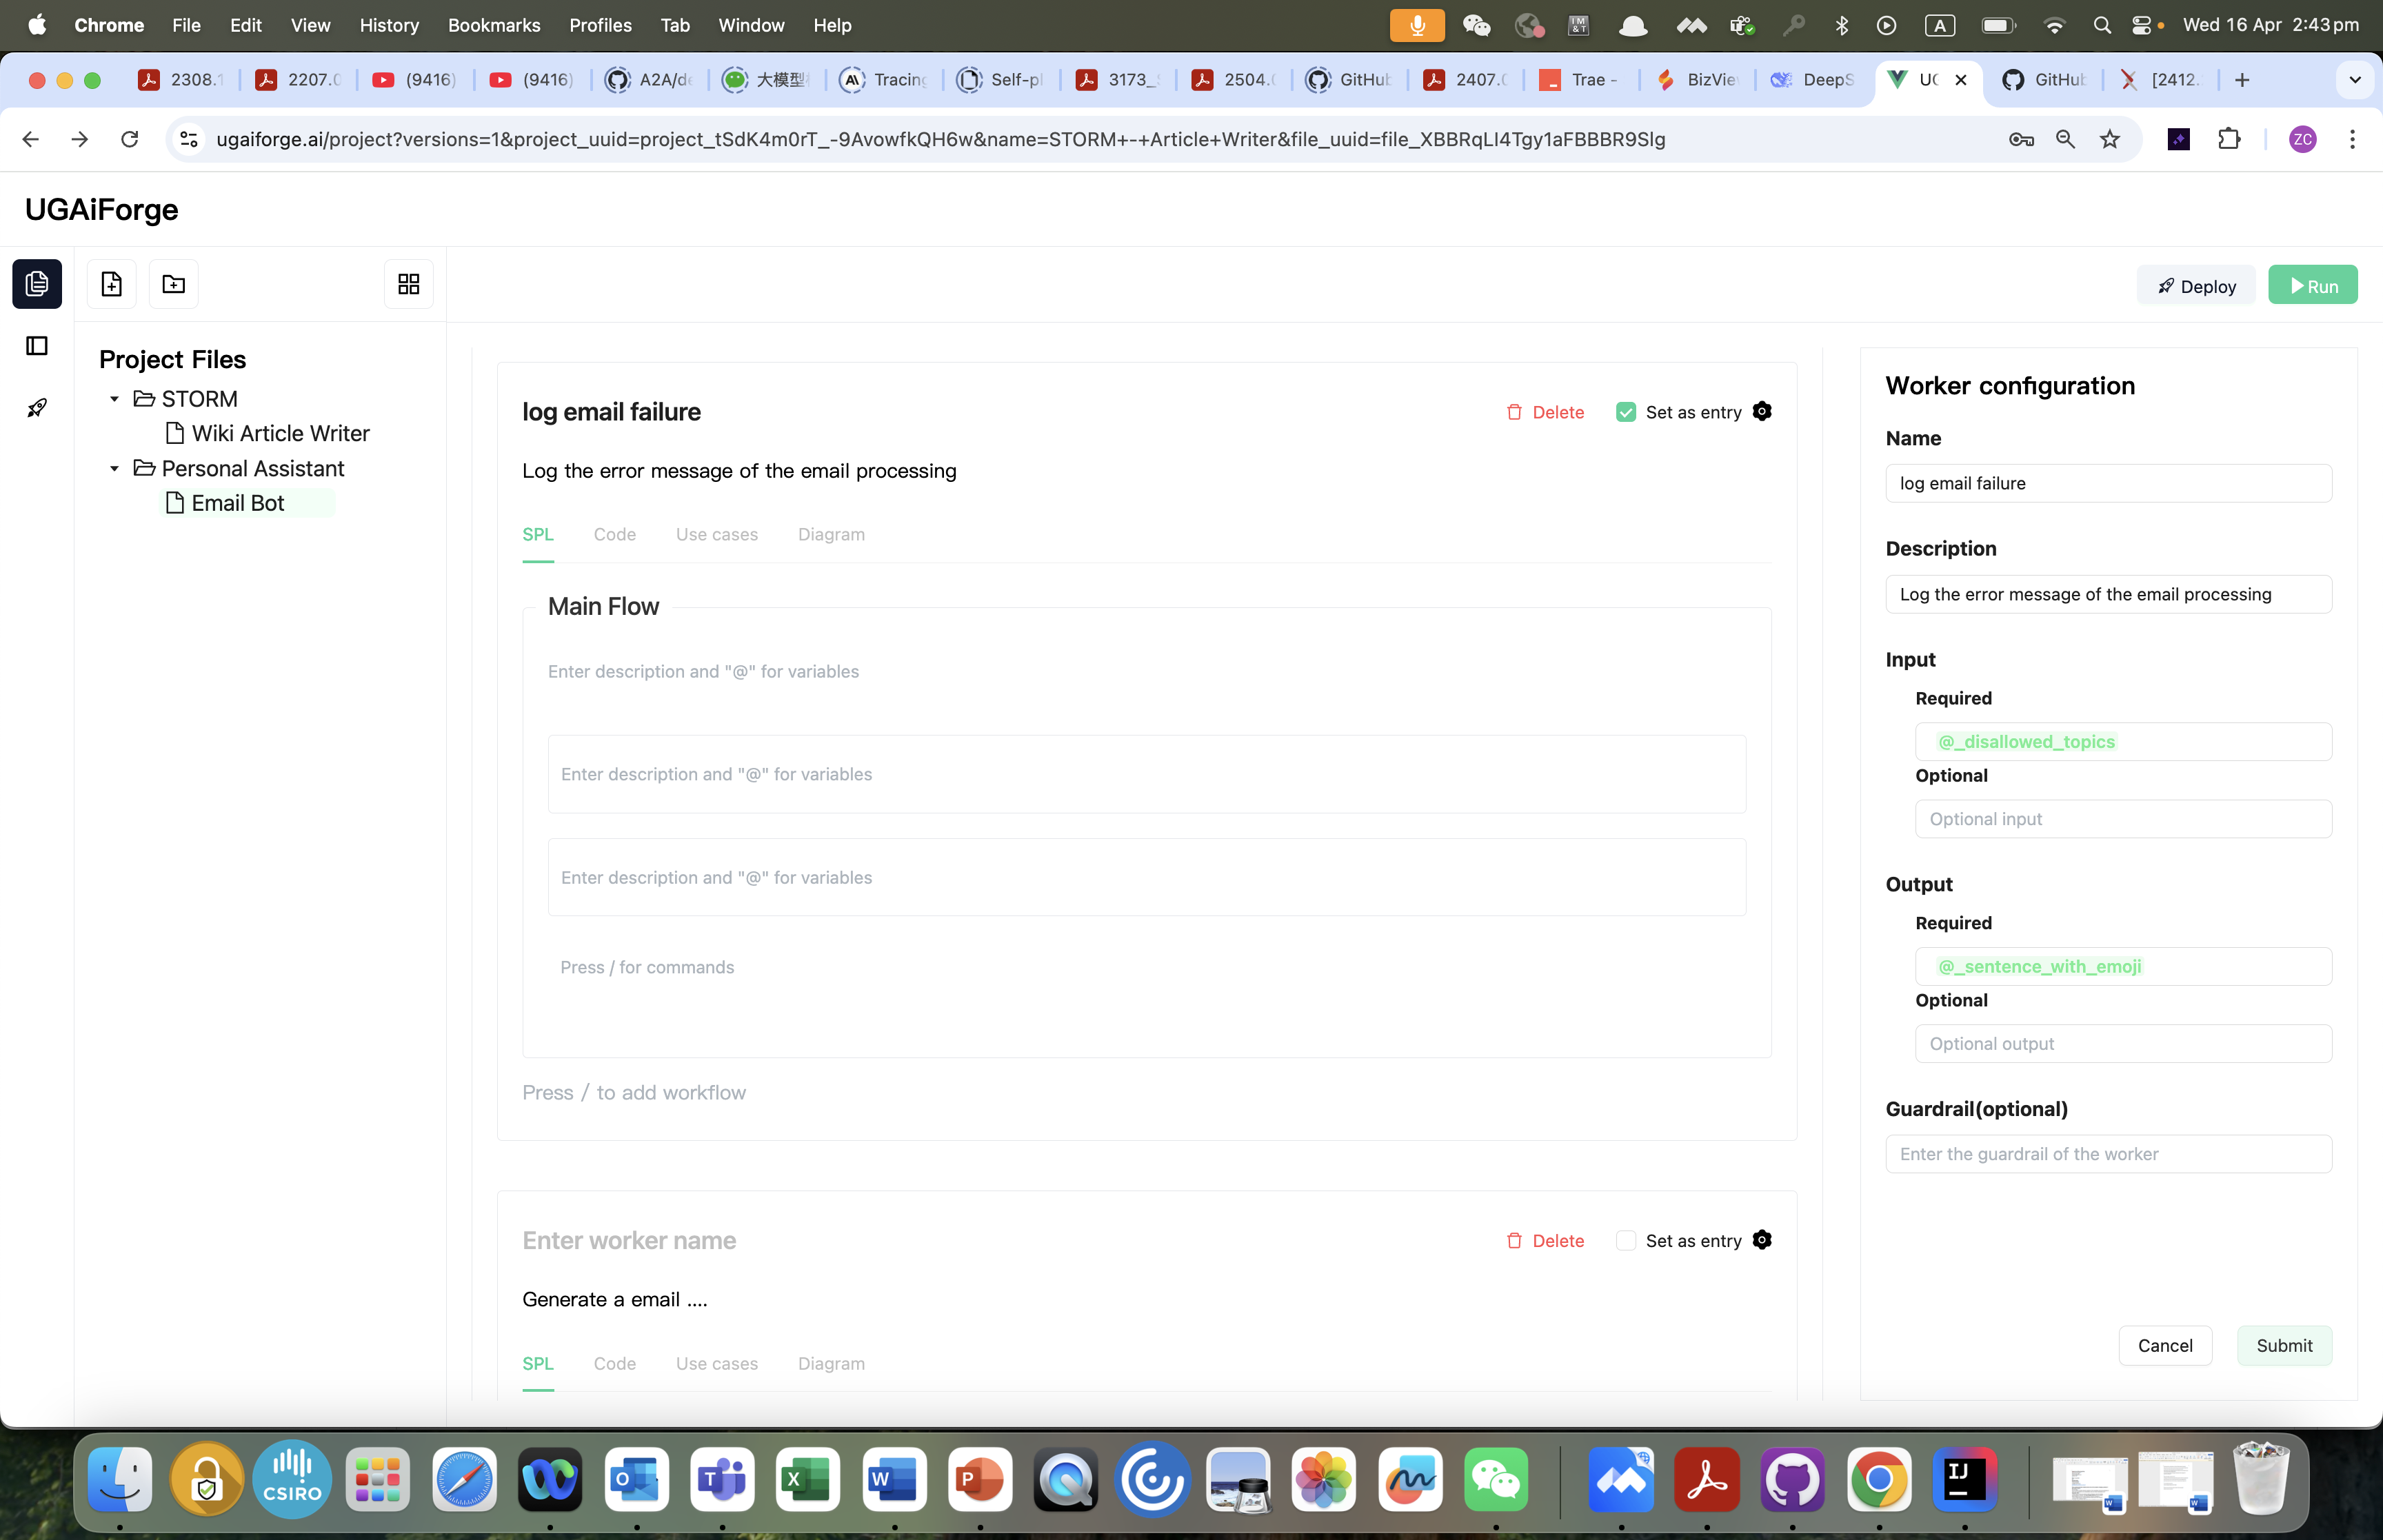 Chrome File Edit View History Bookmarks Profiles Tab Window Help
A Wed 16 Apr 2:43 pm
2308.1 2207.0 (9416) (9416) A2A/de 大模型 Tracing Self-pl 3173_ 2504.0 GitHub 2407.0 Trae - BizView DeepS UG GitHub [2412.
ugaiforge.ai/project?versions=1&project_uuid=project_tSdK4m0rT_-9AvowfkQH6w&name=STORM+-+Article+Writer&file_uuid=file_XBBRqLI4Tgy1aFBBBR9Slg
ZC
UGAiForge
Deploy
Run
Project Files
STORM
Wiki Article Writer
Personal Assistant
Email Bot
log email failure
Delete
Set as entry
Log the error message of the email processing
SPL Code Use cases Diagram
Main Flow
Enter description and "@" for variables
Enter description and "@" for variables
Enter description and "@" for variables
Press / for commands
Press / to add workflow
Enter worker name
Delete
Set as entry
Generate a email ....
SPL Code Use cases Diagram
Worker configuration
Name
log email failure
Description
Log the error message of the email processing
Input
Required
@_disallowed_topics
Optional
Optional input
Output
Required
@_sentence_with_emoji
Optional
Optional output
Guardrail(optional)
Enter the guardrail of the worker
Cancel
Submit
CSIRO